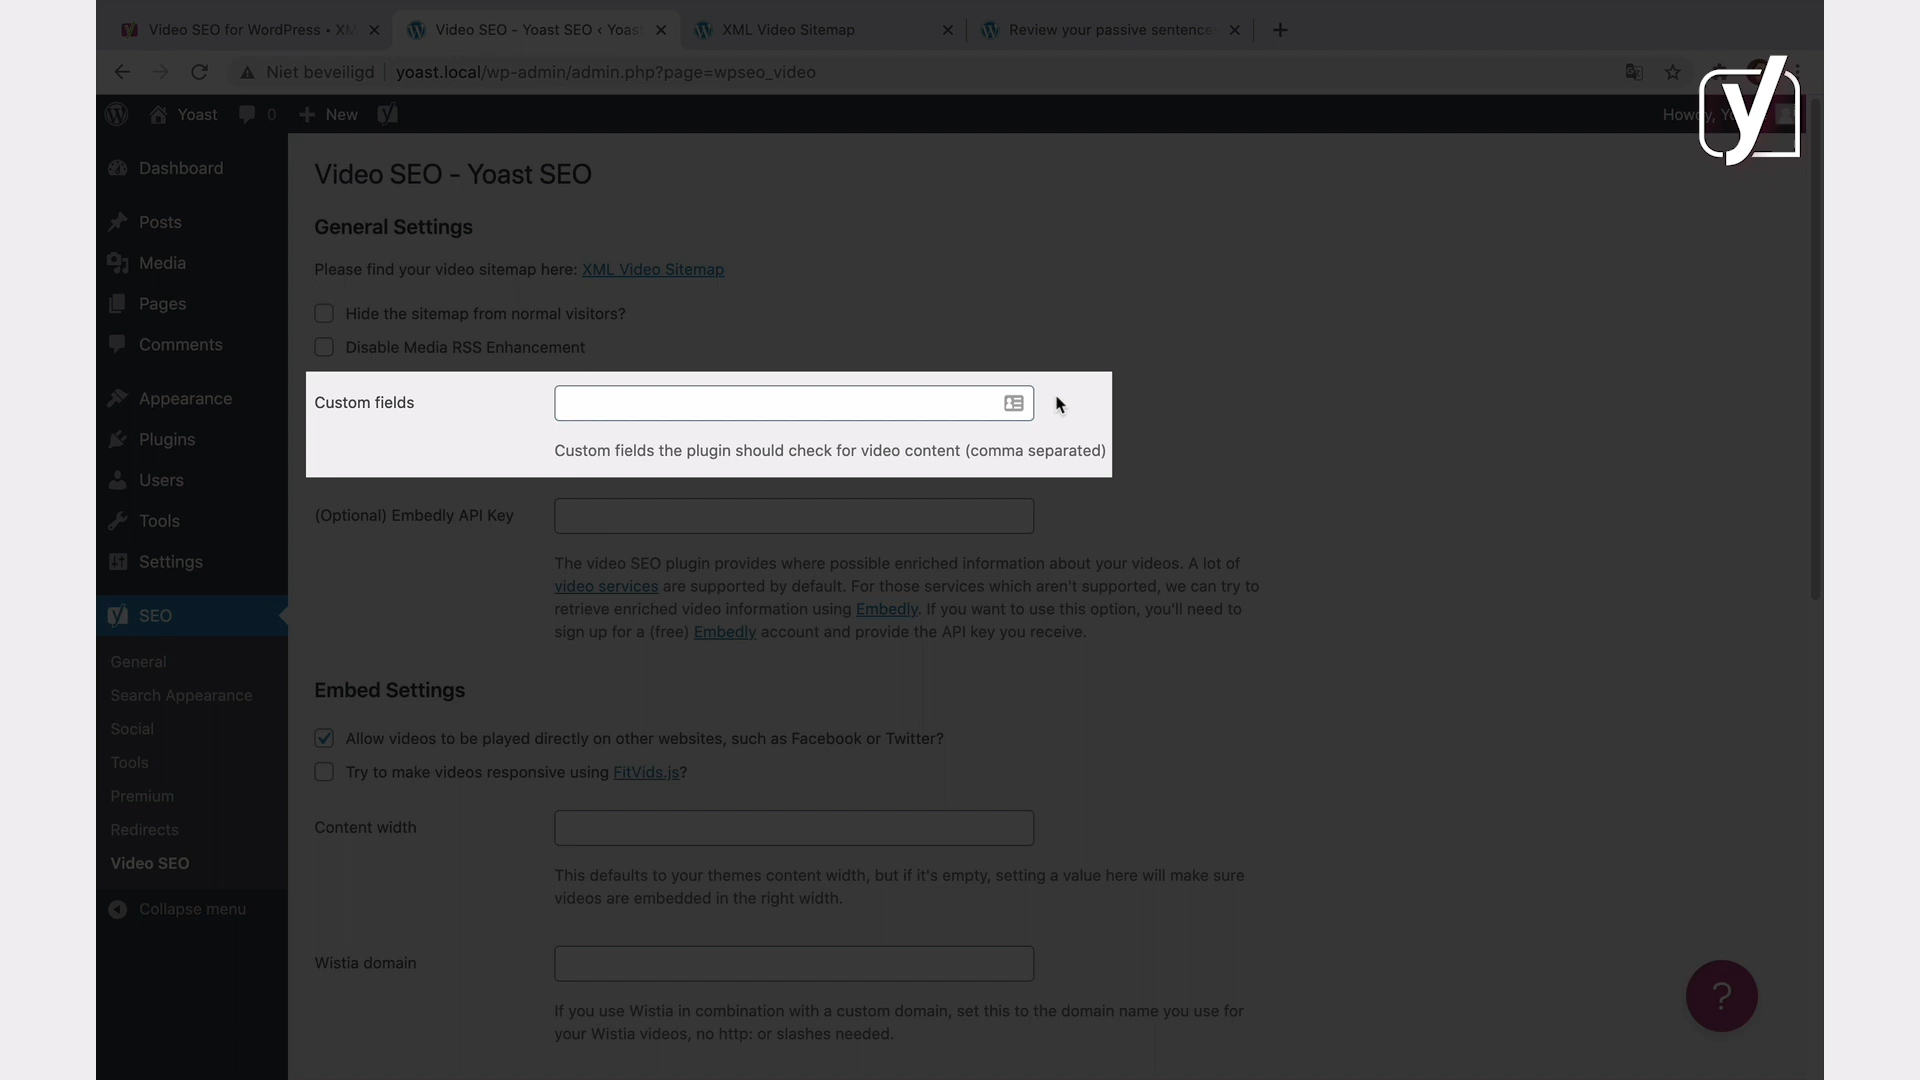 Video SEO for WordPress • XM
Video SEO - Yoast SEO ‹ Yoas
XML Video Sitemap
Review your passive sentence
Niet beveiligd
yoast.local/wp-admin/admin.php?page=wpseo_video
Yoast
0
New
Howdy,
Dashboard
Posts
Media
Pages
Comments
Appearance
Plugins
Users
Tools
Settings
SEO
General
Search Appearance
Social
Tools
Premium
Redirects
Video SEO
Collapse menu
Video SEO - Yoast SEO
General Settings
Please find your video sitemap here: XML Video Sitemap
Hide the sitemap from normal visitors?
Disable Media RSS Enhancement
Custom fields
Custom fields the plugin should check for video content (comma separated)
(Optional) Embedly API Key
The video SEO plugin provides where possible enriched information about your videos. A lot of
video services are supported by default. For those services which aren't supported, we can try to
retrieve enriched video information using Embedly. If you want to use this option, you'll need to
sign up for a (free) Embedly account and provide the API key you receive.
Embed Settings
Allow videos to be played directly on other websites, such as Facebook or Twitter?
Try to make videos responsive using FitVids.js?
Content width
This defaults to your themes content width, but if it's empty, setting a value here will make sure
videos are embedded in the right width.
Wistia domain
If you use Wistia in combination with a custom domain, set this to the domain name you use for
your Wistia videos, no http: or slashes needed.
?
y